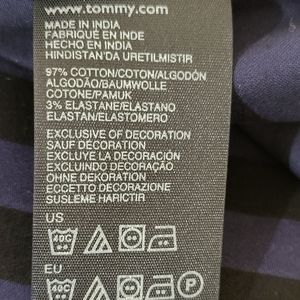 www.tommy.com
MADE IN INDIA
FABRIQUÉ EN INDE
HECHO EN INDIA
HINDISTAN'DA URETILMISTIR
97% COTTON/COTON/ALGODÓN
ALGODÃO/BAUMWOLLE
COTONE/PAMUK
3% ELASTANE/ELASTANO
ELASTAN/ELASTOMERO
EXCLUSIVE OF DECORATION
SAUF DÉCORATION
EXCLUYE LA DECORACIÓN
EXCLUINDO DECORAÇÃO
OHNE DEKORATION
ECCETTO DECORAZIONE
SUSLEME HARICTIR
US
40C
EU
40C
P